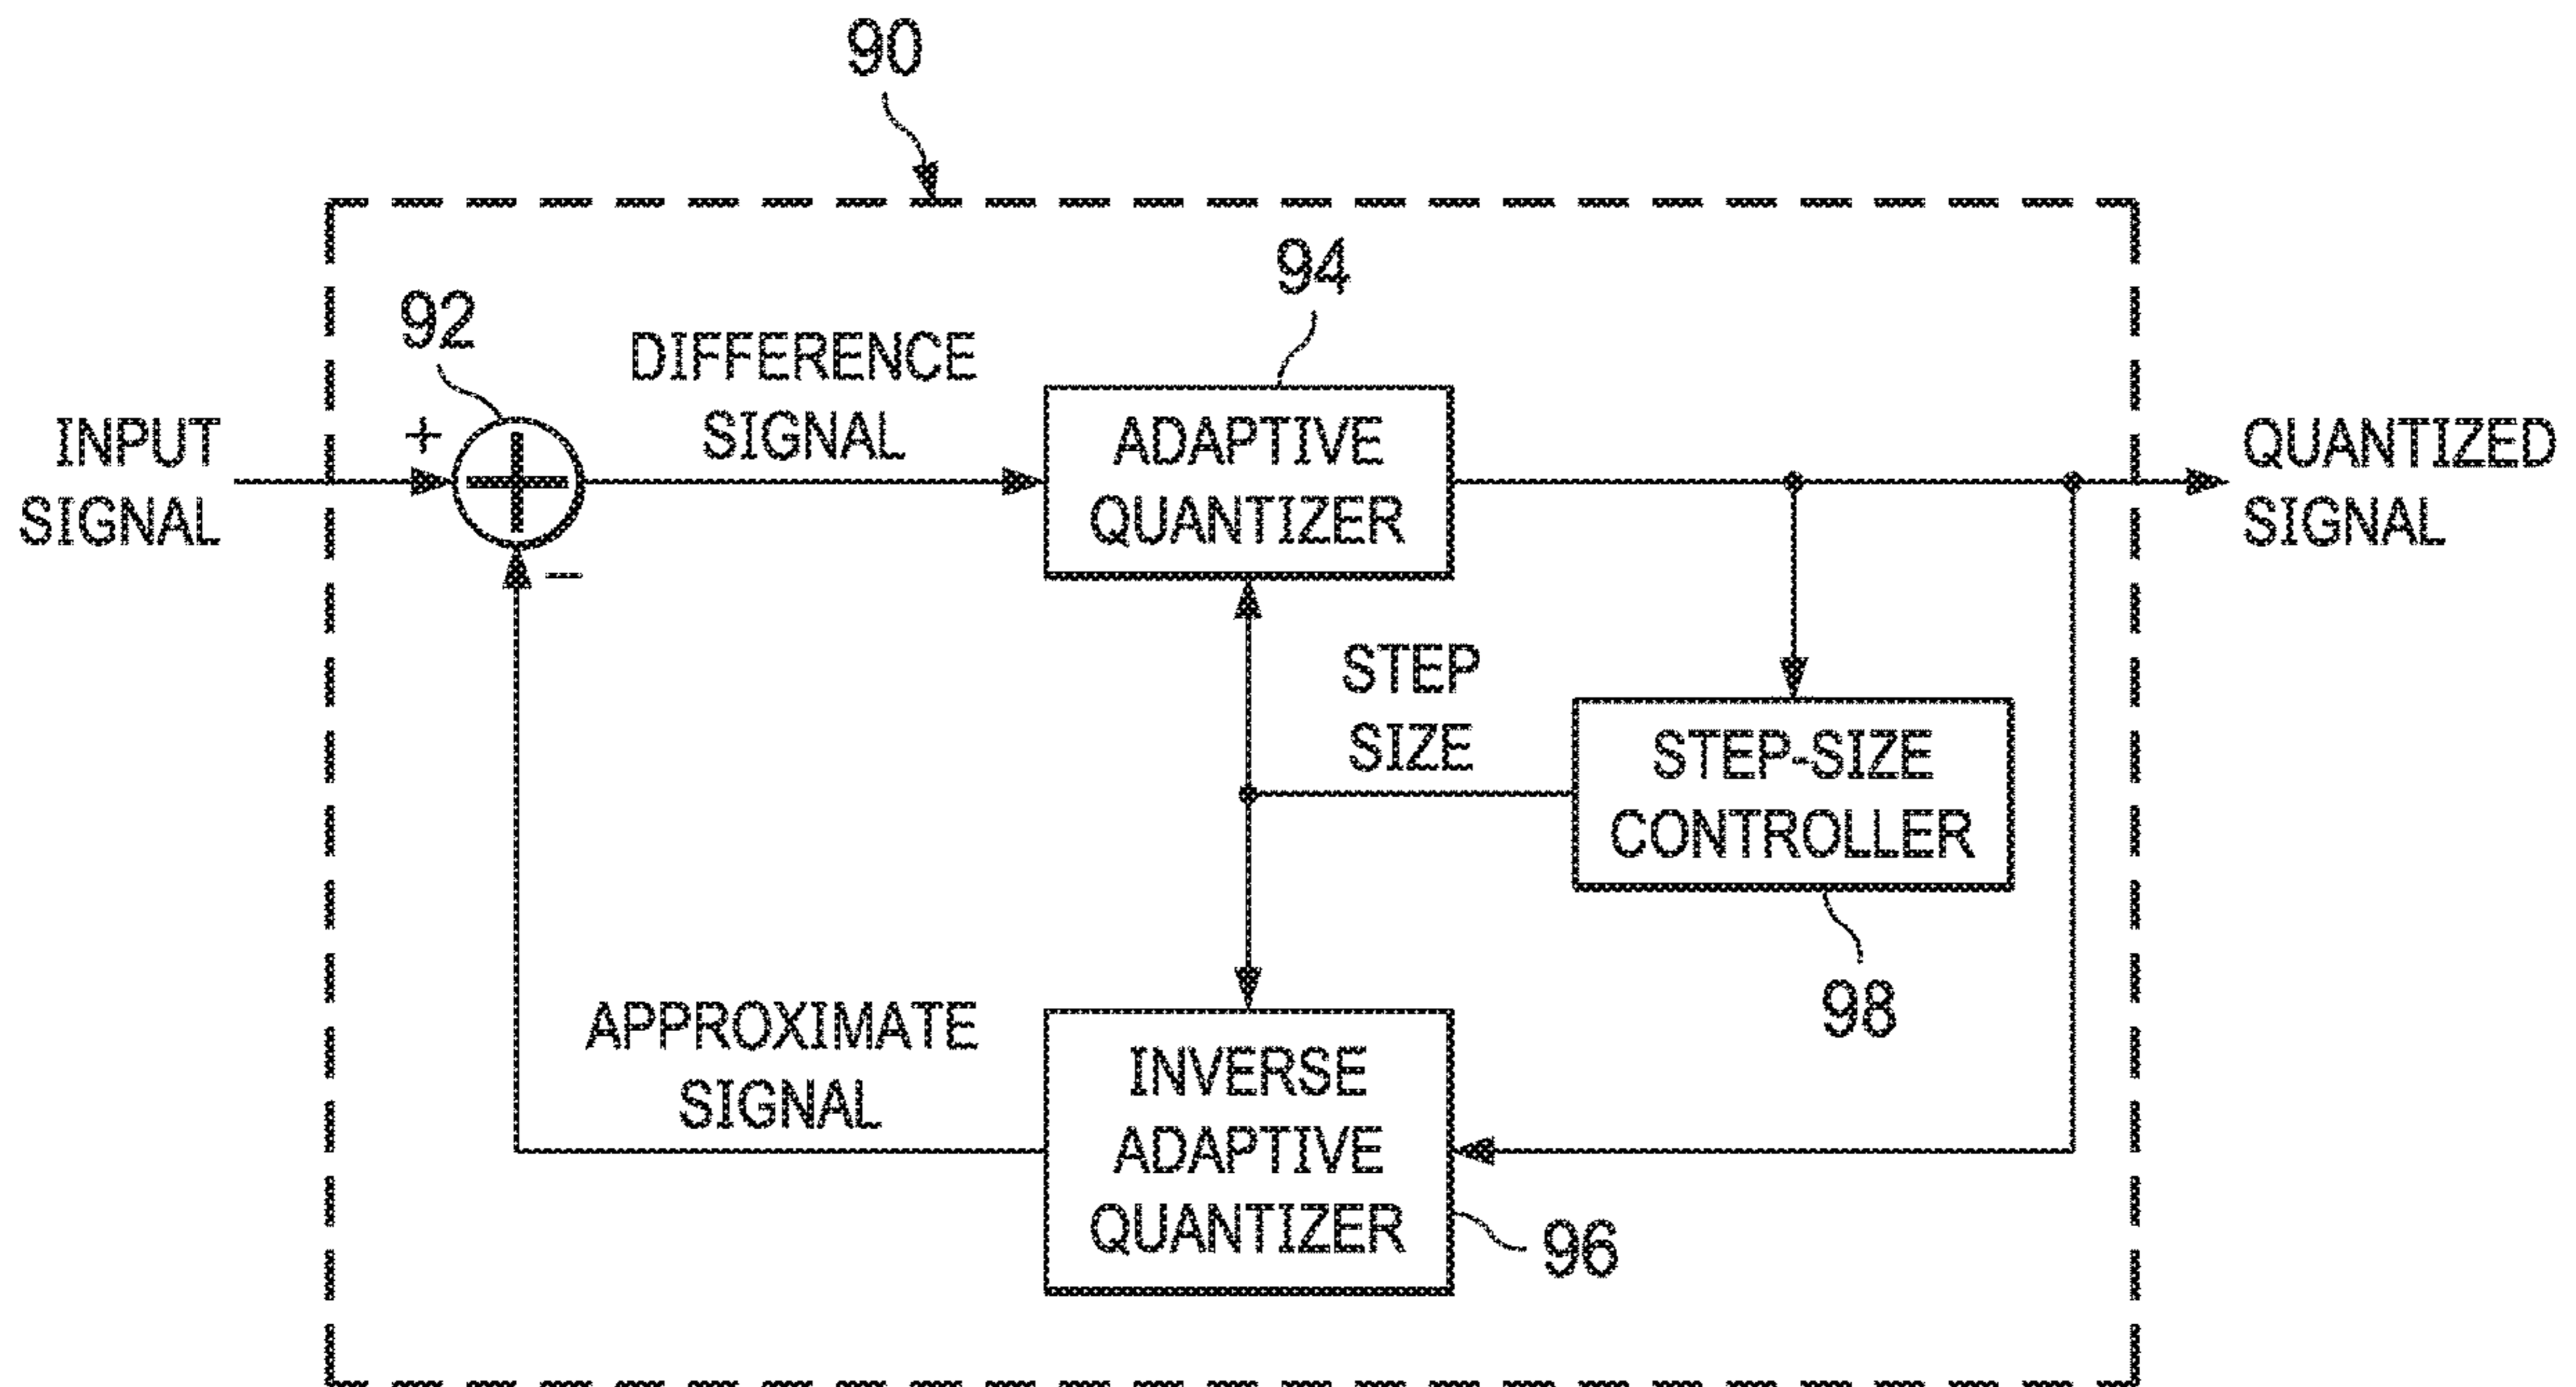 90
94
92
DIFFERENCE
SIGNAL
INPUT
SIGNAL
+
ADAPTIVE
QUANTIZER
QUANTIZED
SIGNAL
–
STEP
SIZE
STEP-SIZE
CONTROLLER
98
APPROXIMATE
SIGNAL
INVERSE
ADAPTIVE
QUANTIZER
96